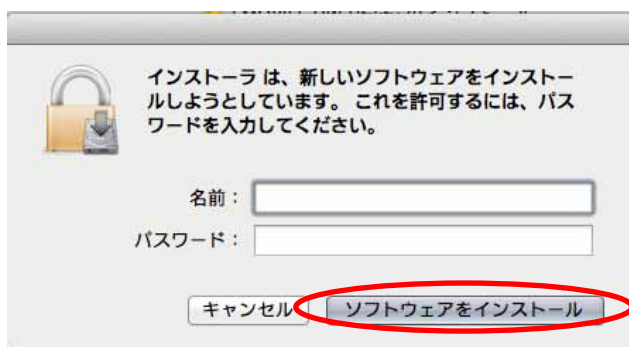 インストーラ は、新しいソフトウェアをインストー
ルしようとしています。 これを許可するには、パス
ワードを入力してください。
名前：
パスワード：
キャンセル
ソフトウェアをインストール